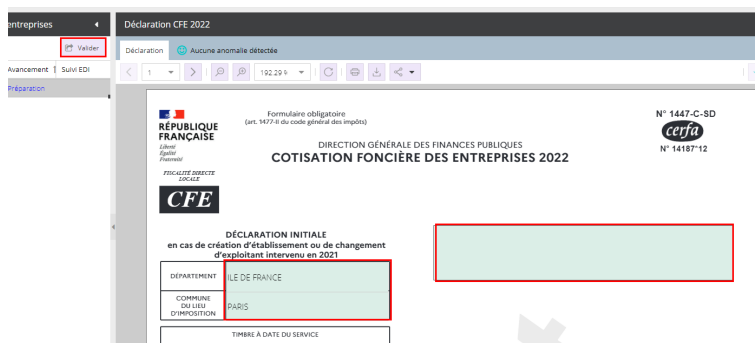 entreprises
Déclaration CFE 2022
Valider
Déclaration
Aucune anomalie détectée
Avancement
Suivi EDI
1
192.29 %
Préparation
RÉPUBLIQUE
FRANÇAISE
Liberté
Égalité
Fraternité
Formulaire obligatoire
(art. 1477-II du code général des impôts)
N° 1447-C-SD
cerfa
N° 14187*12
DIRECTION GÉNÉRALE DES FINANCES PUBLIQUES
COTISATION FONCIÈRE DES ENTREPRISES 2022
FISCALITÉ DIRECTE
LOCALE
CFE
DÉCLARATION INITIALE
en cas de création d'établissement ou de changement
d'exploitant intervenu en 2021
DÉPARTEMENT
ILE DE FRANCE
COMMUNE
DU LIEU
D'IMPOSITION
PARIS
TIMBRE À DATE DU SERVICE